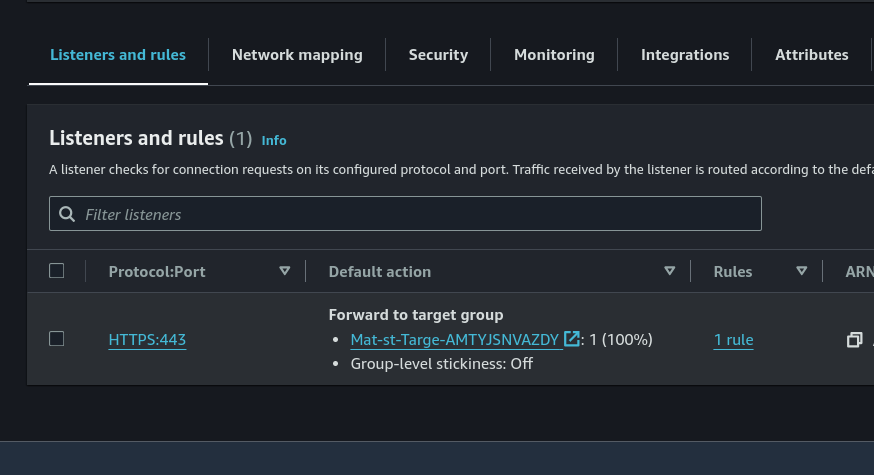 Listeners and rules Network mapping Security Monitoring Integrations Attributes
Listeners and rules (1) Info
A listener checks for connection requests on its configured protocol and port. Traffic received by the listener is routed according to the defa
Filter listeners
Protocol:Port Default action Rules ARN
Forward to target group
HTTPS:443 • Mat-st-Targe-AMTYJSNVAZDY : 1 (100%) 1 rule
• Group-level stickiness: Off